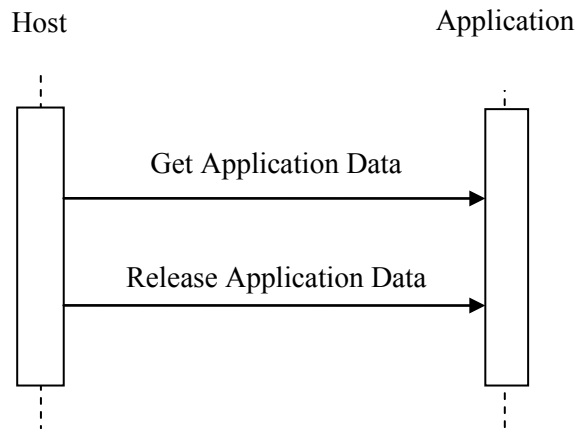 Host
Application
Get Application Data
Release Application Data